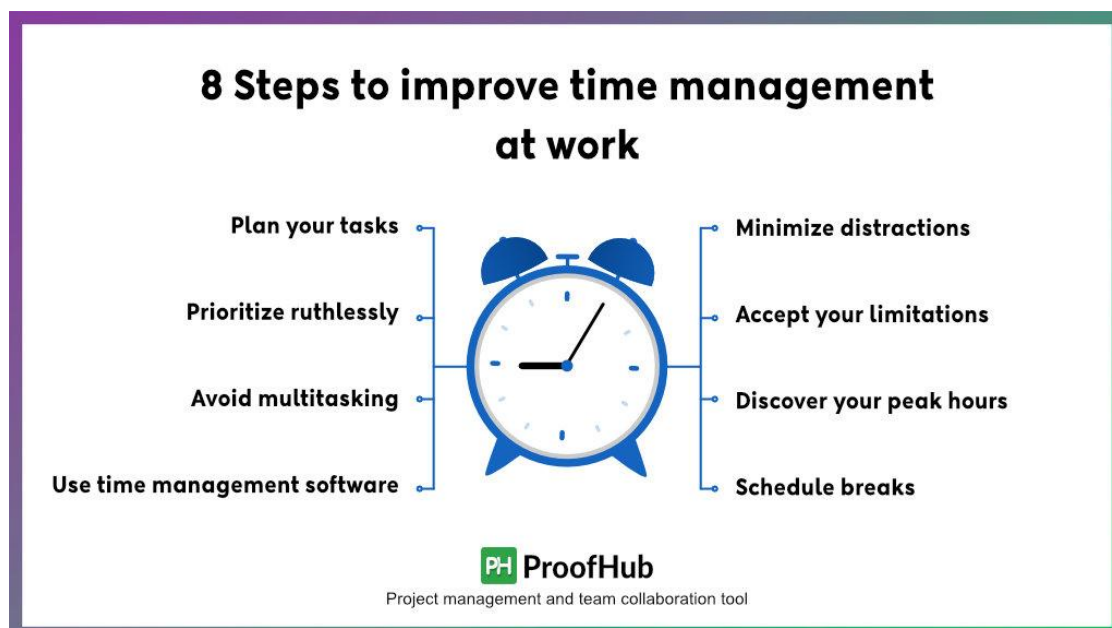 8 Steps to improve time management
at work
Plan your tasks
Prioritize ruthlessly
Avoid multitasking
Use time management software
Minimize distractions
Accept your limitations
Discover your peak hours
Schedule breaks
PH ProofHub
Project management and team collaboration tool